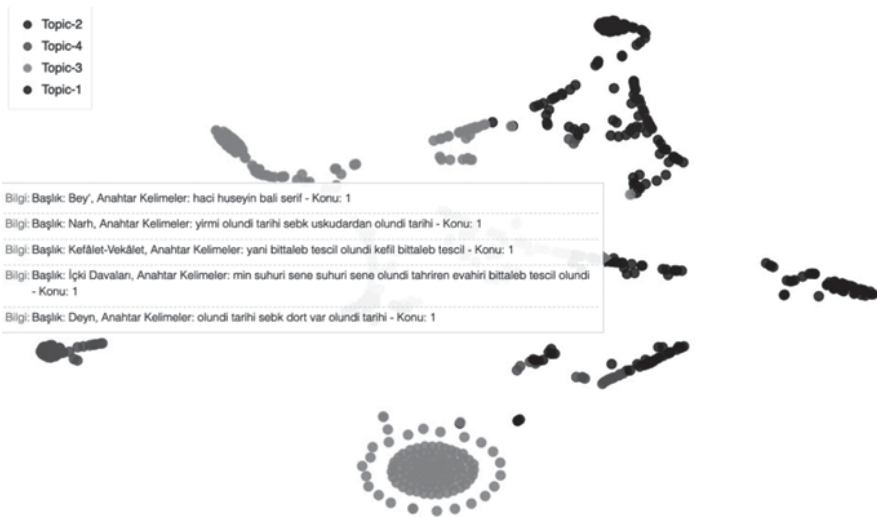 Topic-2
Topic-4
Topic-3
Topic-1
Bilgi: Başlık: Bey', Anahtar Kelimeler: haci huseyin bali serif - Konu: 1
Bilgi: Başlık: Narh, Anahtar Kelimeler: yirmi olundi tarihi sebk uskudardan olundi tarihi - Konu: 1
Bilgi: Başlık: Kefâlet-Vekâlet, Anahtar Kelimeler: yani bittaleb tescil olundi kefil bittaleb tescil - Konu: 1
Bilgi: Başlık: İçki Davaları, Anahtar Kelimeler: min suhuri sene suhuri sene olundi tahriren evahiri bittaleb tescil olundi
- Konu: 1
Bilgi: Başlık: Deyn, Anahtar Kelimeler: olundi tarihi sebk dort var olundi tarihi - Konu: 1